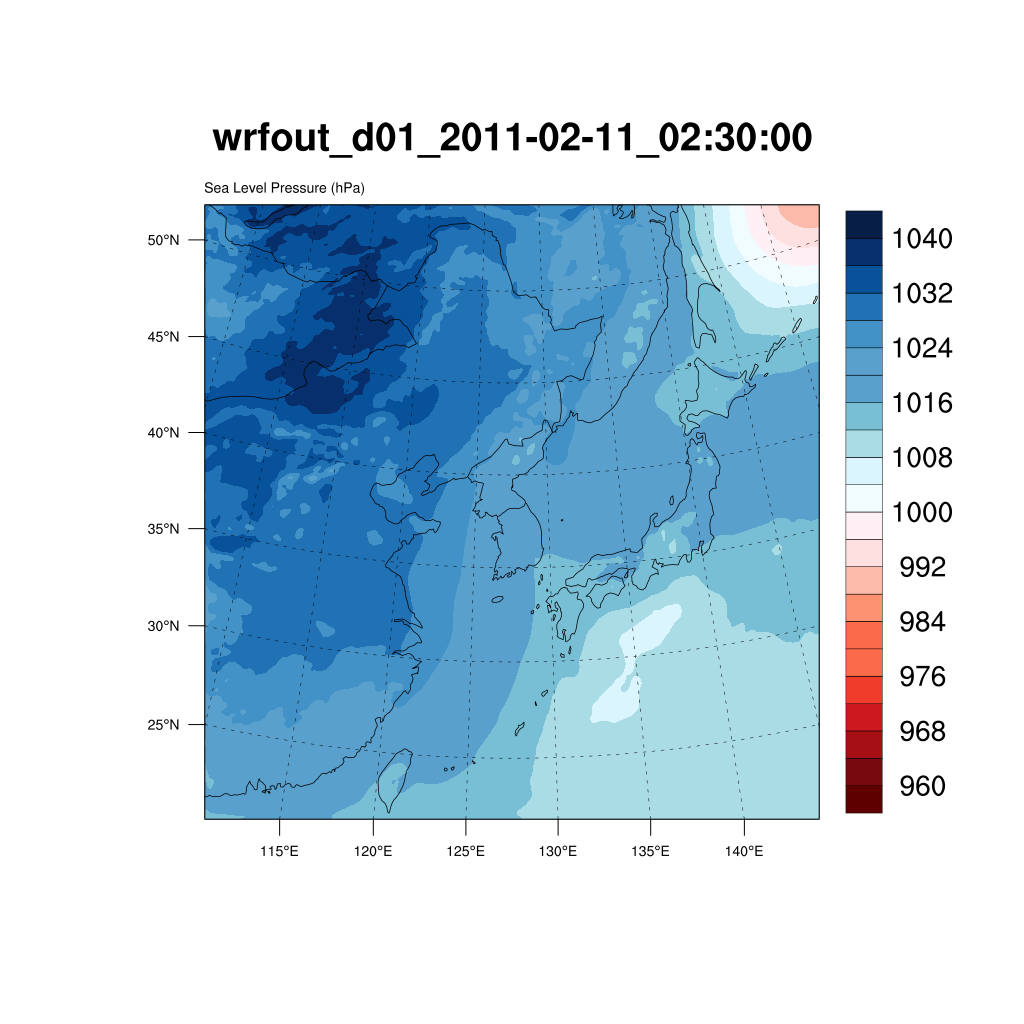 wrfout_d01_2011-02-11_02:30:00
Sea Level Pressure (hPa)
50°N
45°N
40°N
35°N
30°N
25°N
115°E 120°E 125°E 130°E 135°E 140°E
1040
1032
1024
1016
1008
1000
992
984
976
968
960